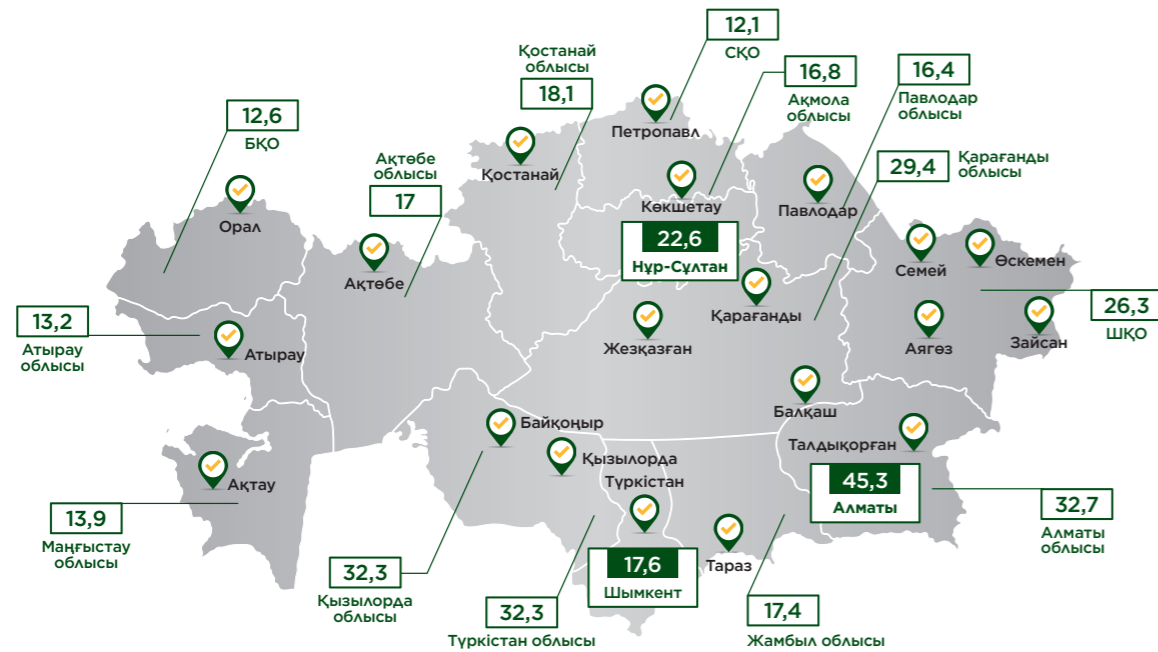 12,1
СҚО
Қостанай
облысы
18,1
16,8
Ақмола
облысы
16,4
Павлодар
облысы
12,6
БҚО
Ақтөбе
облысы
17
29,4
Қарағанды
облысы
Петропавл
Қостанай
Көкшетау
Павлодар
Орал
22,6
Нұр-Сұлтан
Семей
Өскемен
Ақтөбе
Қарағанды
26,3
ШҚО
13,2
Атырау
облысы
Атырау
Жезқазған
Аягөз
Зайсан
Балқаш
Байқоңыр
Талдықорған
Қызылорда
Түркістан
45,3
Алматы
Ақтау
13,9
Маңғыстау
облысы
32,7
Алматы
облысы
17,6
Шымкент
Тараз
32,3
Қызылорда
облысы
32,3
Түркістан облысы
17,4
Жамбыл облысы